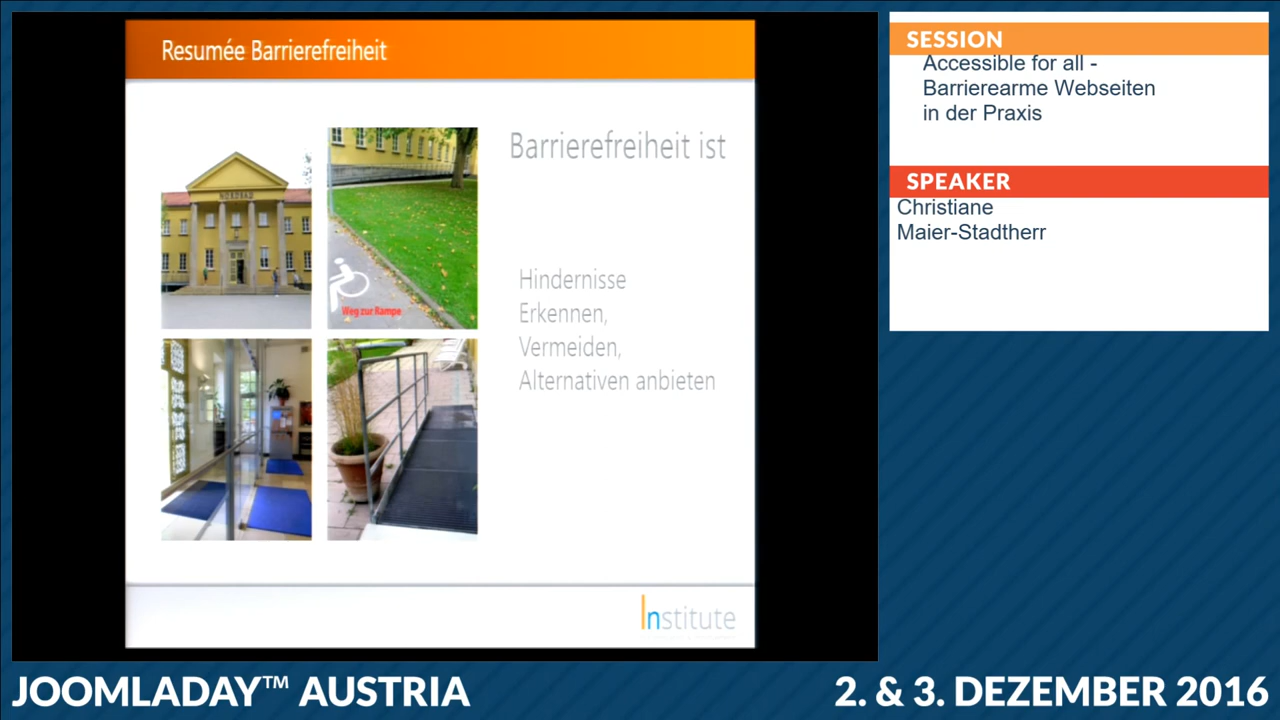 Resumée Barrierefreiheit
Barrierefreiheit ist
NORDBAD
Weg zur Rampe
Hindernisse
Erkennen,
Vermeiden,
Alternativen anbieten
Institute
SESSION
Accessible for all -
Barrierearme Webseiten
in der Praxis
SPEAKER
Christiane
Maier-Stadtherr
JOOMLADAY™ AUSTRIA
2. & 3. DEZEMBER 2016